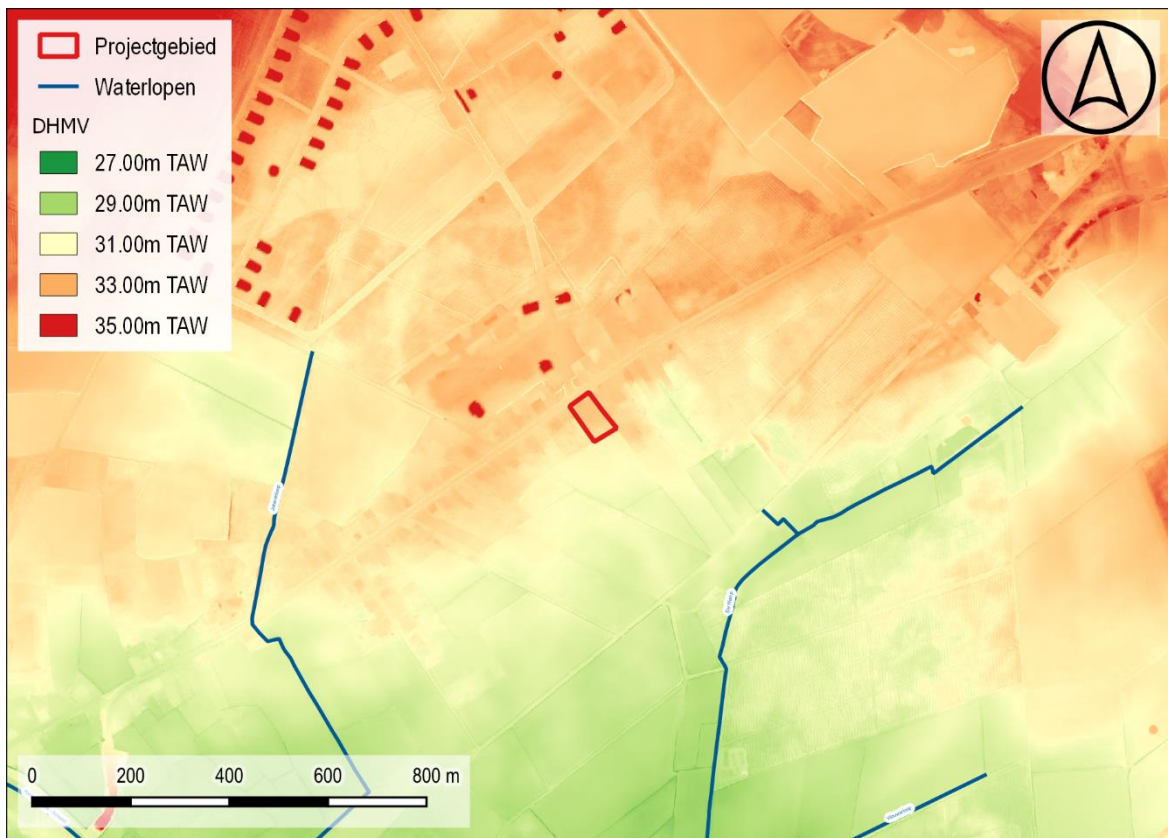 Projectgebied
Waterlopen
DHMV
27.00m TAW
29.00m TAW
31.00m TAW
33.00m TAW
35.00m TAW
0 200 400 600 800 m